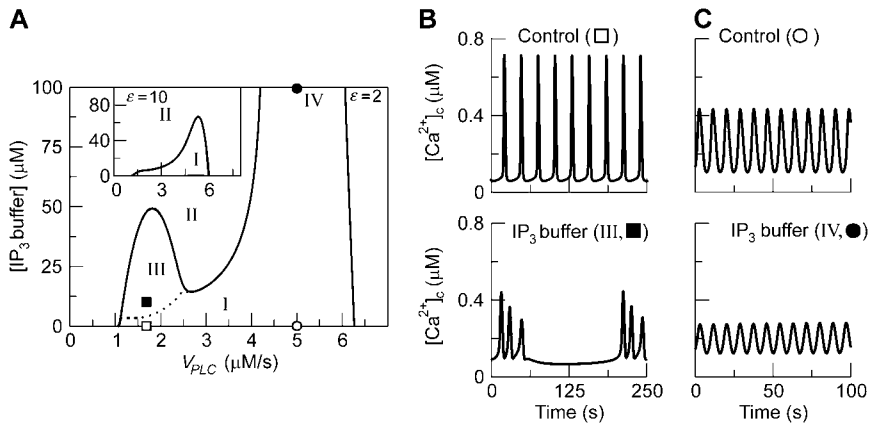 A
[IP3 buffer] (μM)
100
75
50
25
0
ε=10
80
40
0
II
I
0 3 6
IV
ε=2
II
III
I
0 1 2 3 4 5 6
VPLC (μM/s)
B
Control (□)
[Ca2+]c (μM)
0.8
0.4
0
IP3 buffer (III, ■)
[Ca2+]c (μM)
0.8
0.4
0
0 125 250
Time (s)
C
Control (○)
IP3 buffer (IV, ●)
0 50 100
Time (s)